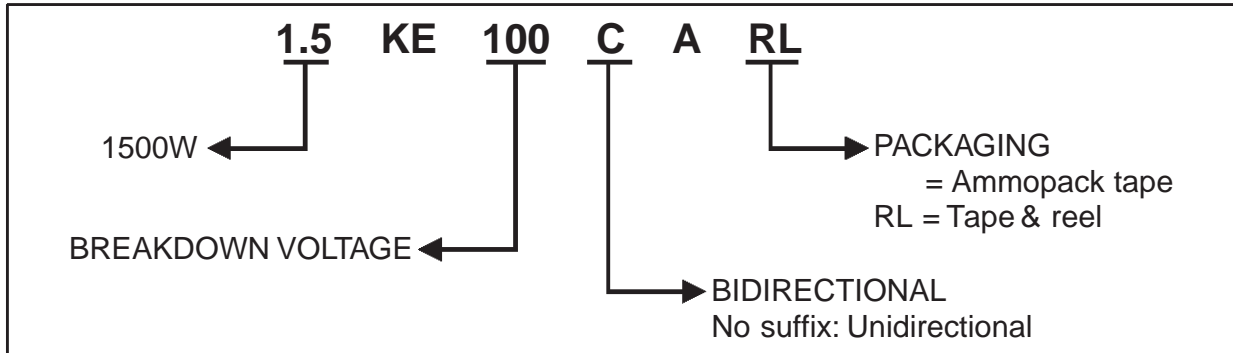 1.5 KE 100 C A RL
1500W
PACKAGING
= Ammopack tape
RL = Tape & reel
BREAKDOWN VOLTAGE
BIDIRECTIONAL
No suffix: Unidirectional